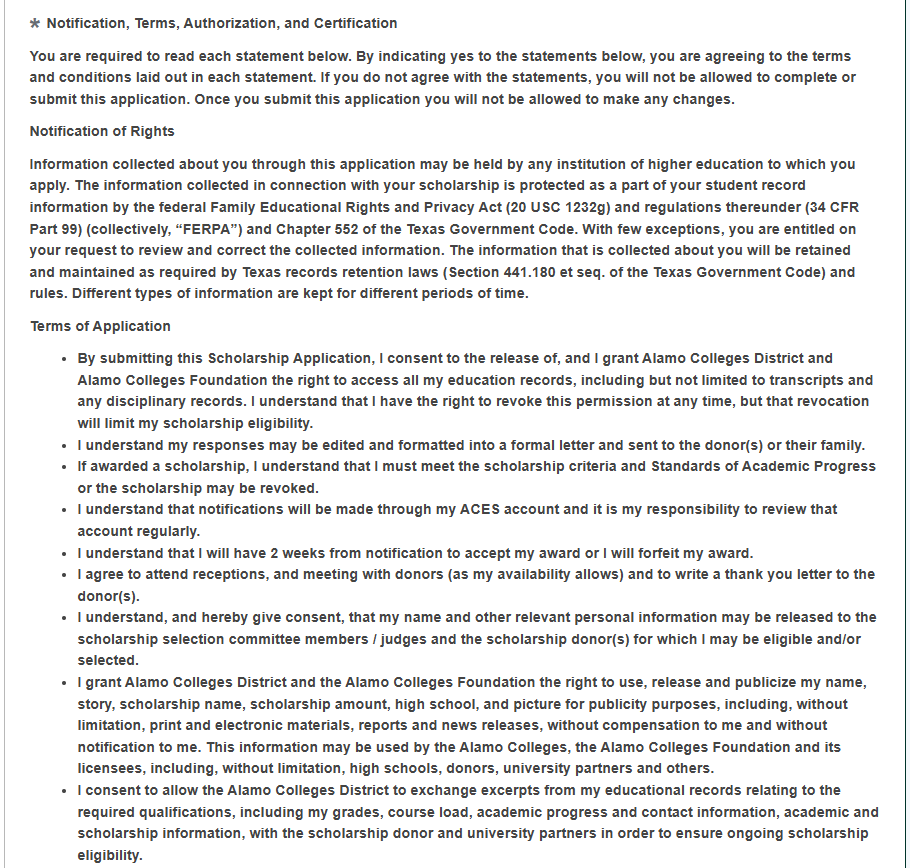 * Notification, Terms, Authorization, and Certification
You are required to read each statement below. By indicating yes to the statements below, you are agreeing to the terms
and conditions laid out in each statement. If you do not agree with the statements, you will not be allowed to complete or
submit this application. Once you submit this application you will not be allowed to make any changes.
Notification of Rights
Information collected about you through this application may be held by any institution of higher education to which you
apply. The information collected in connection with your scholarship is protected as a part of your student record
information by the federal Family Educational Rights and Privacy Act (20 USC 1232g) and regulations thereunder (34 CFR
Part 99) (collectively, “FERPA”) and Chapter 552 of the Texas Government Code. With few exceptions, you are entitled on
your request to review and correct the collected information. The information that is collected about you will be retained
and maintained as required by Texas records retention laws (Section 441.180 et seq. of the Texas Government Code) and
rules. Different types of information are kept for different periods of time.
Terms of Application
• By submitting this Scholarship Application, I consent to the release of, and I grant Alamo Colleges District and
Alamo Colleges Foundation the right to access all my education records, including but not limited to transcripts and
any disciplinary records. I understand that I have the right to revoke this permission at any time, but that revocation
will limit my scholarship eligibility.
• I understand my responses may be edited and formatted into a formal letter and sent to the donor(s) or their family.
• If awarded a scholarship, I understand that I must meet the scholarship criteria and Standards of Academic Progress
or the scholarship may be revoked.
• I understand that notifications will be made through my ACES account and it is my responsibility to review that
account regularly.
• I understand that I will have 2 weeks from notification to accept my award or I will forfeit my award.
• I agree to attend receptions, and meeting with donors (as my availability allows) and to write a thank you letter to the
donor(s).
• I understand, and hereby give consent, that my name and other relevant personal information may be released to the
scholarship selection committee members / judges and the scholarship donor(s) for which I may be eligible and/or
selected.
• I grant Alamo Colleges District and the Alamo Colleges Foundation the right to use, release and publicize my name,
story, scholarship name, scholarship amount, high school, and picture for publicity purposes, including, without
limitation, print and electronic materials, reports and news releases, without compensation to me and without
notification to me. This information may be used by the Alamo Colleges, the Alamo Colleges Foundation and its
licensees, including, without limitation, high schools, donors, university partners and others.
• I consent to allow the Alamo Colleges District to exchange excerpts from my educational records relating to the
required qualifications, including my grades, course load, academic progress and contact information, academic and
scholarship information, with the scholarship donor and university partners in order to ensure ongoing scholarship
eligibility.